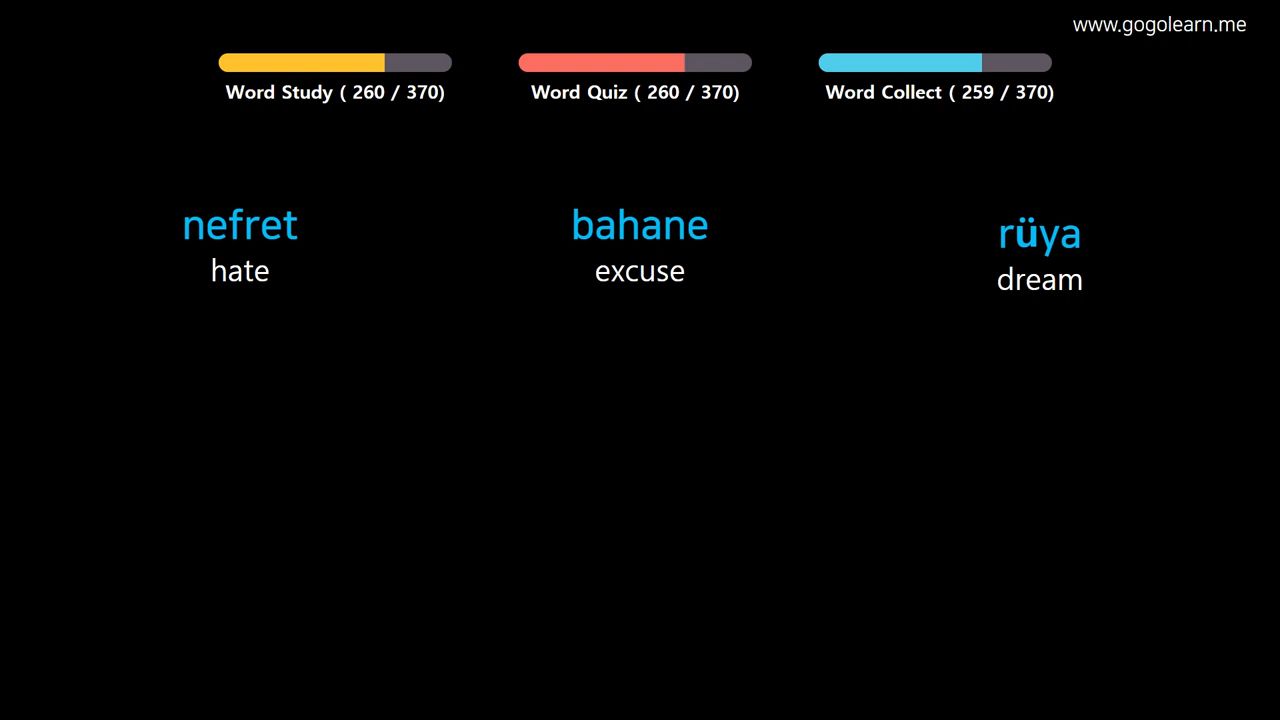 www.gogolearn.me
Word Study ( 260 / 370)
Word Quiz ( 260 / 370)
Word Collect ( 259 / 370)
nefret
hate
bahane
excuse
rüya
dream